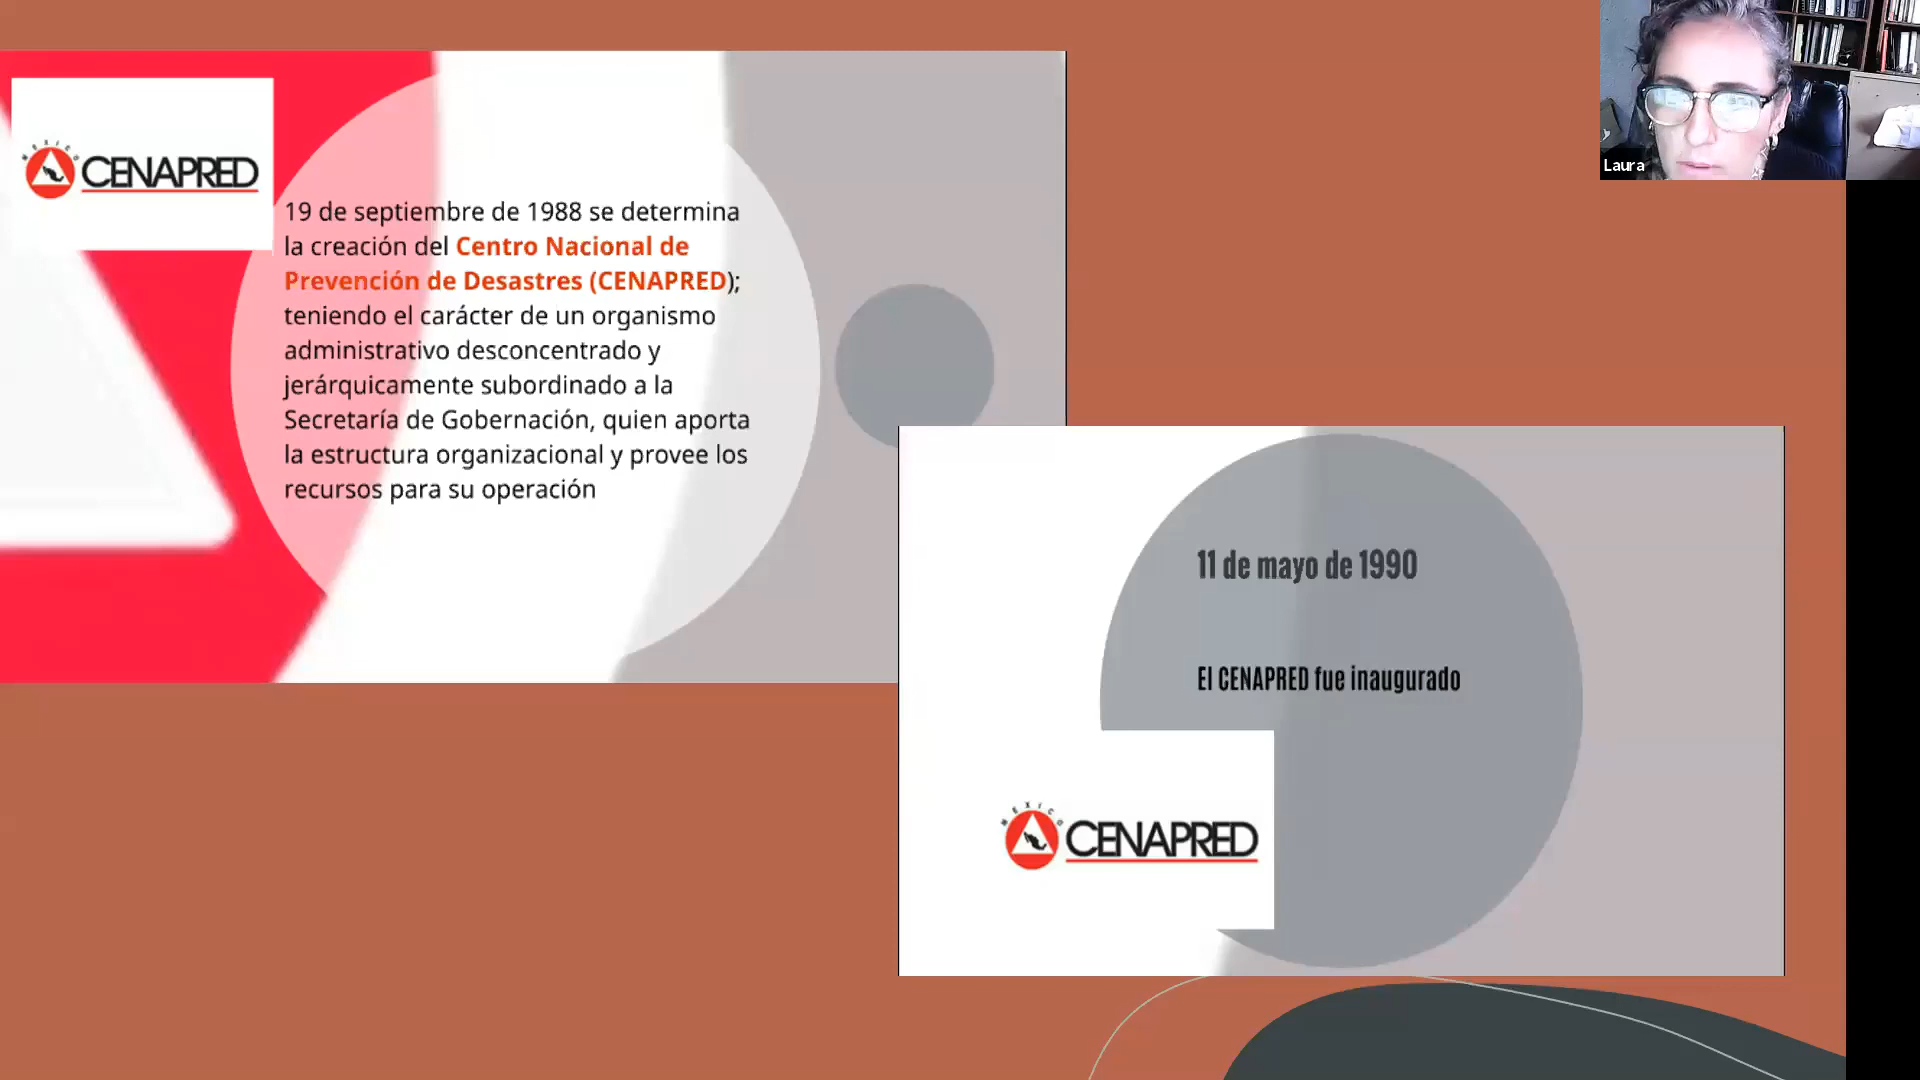 MEXICO
CENAPRED
19 de septiembre de 1988 se determina
la creación del Centro Nacional de
Prevención de Desastres (CENAPRED);
teniendo el carácter de un organismo
administrativo desconcentrado y
jerárquicamente subordinado a la
Secretaría de Gobernación, quien aporta
la estructura organizacional y provee los
recursos para su operación
11 de mayo de 1990
El CENAPRED fue inaugurado
MEXICO
CENAPRED
Laura